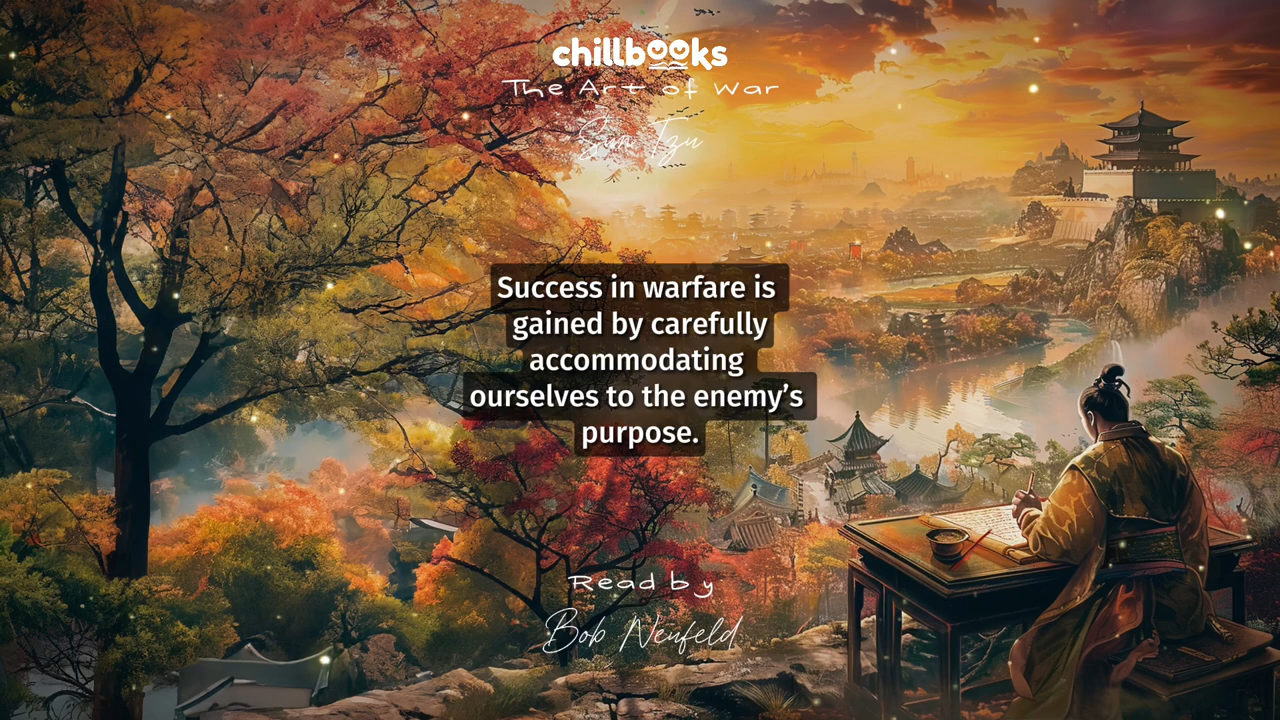 chillbooks
The Art of War
Sun Tzu
Success in warfare is
gained by carefully
accommodating
ourselves to the enemy’s
purpose.
Read by
Bob Neufeld